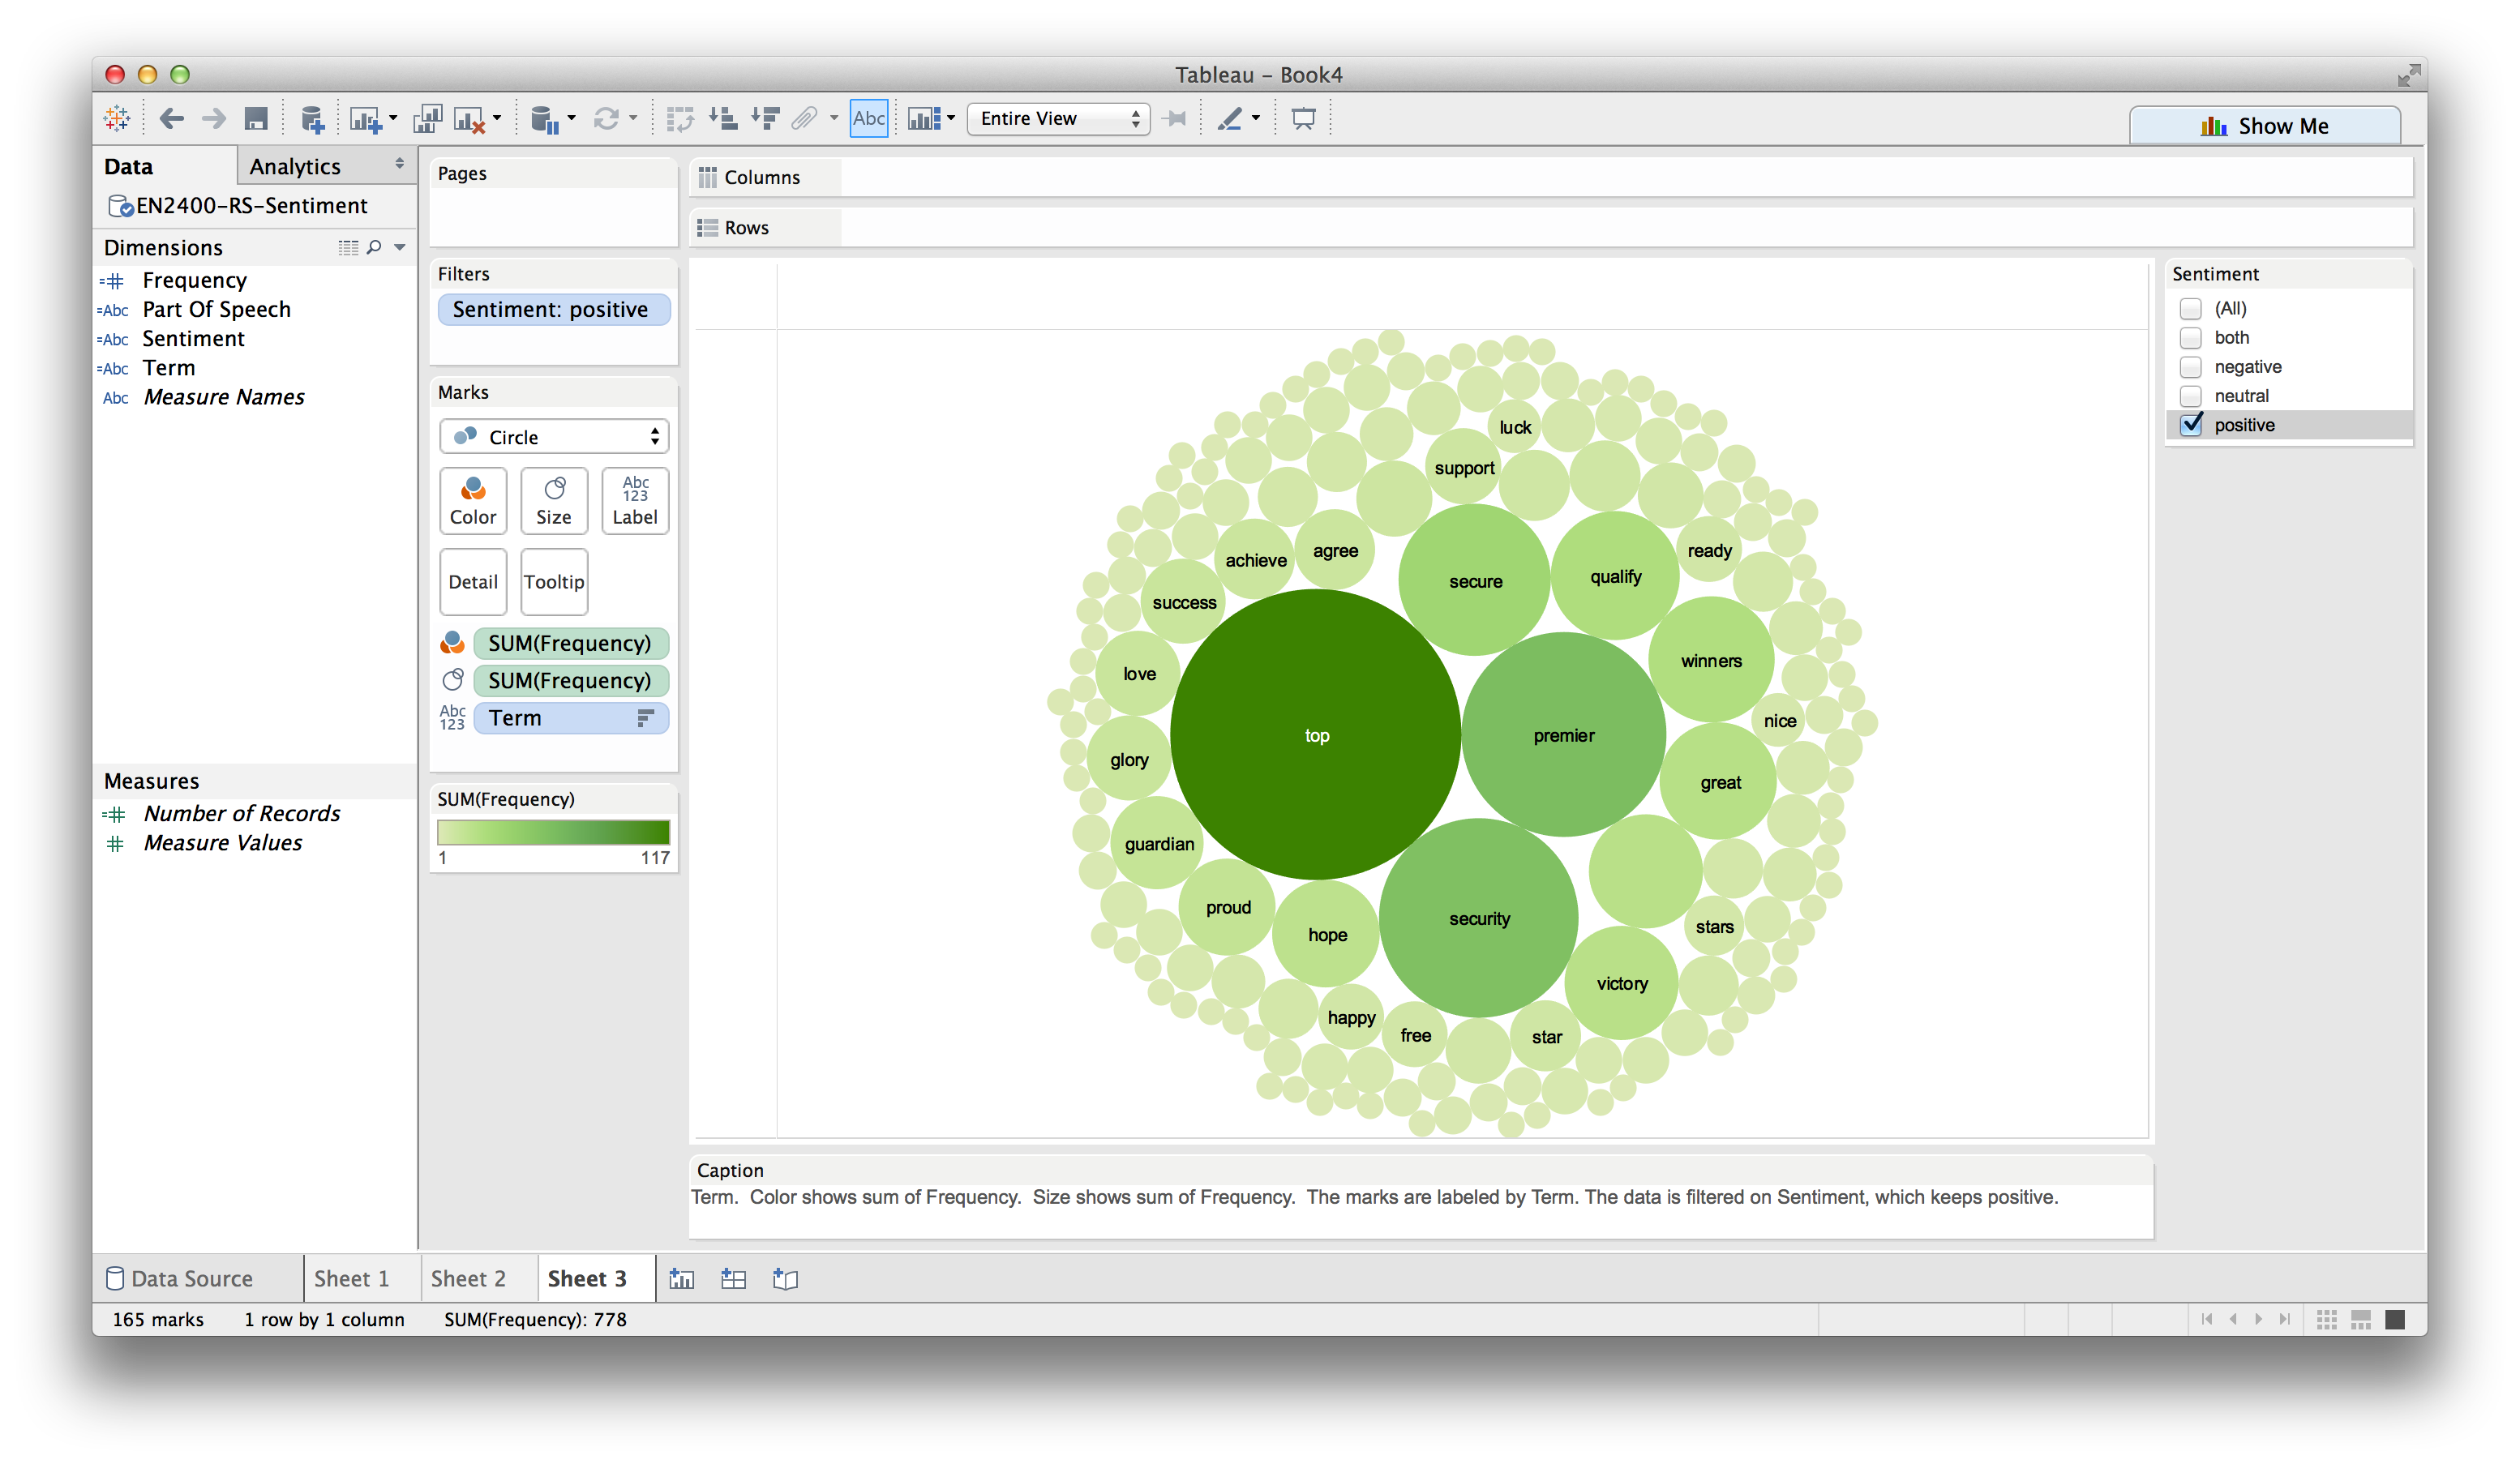 Tableau - Book4
Abc
Entire View
Show Me
Data
Analytics
EN2400-RS-Sentiment
Dimensions
=# Frequency
=Abc Part Of Speech
=Abc Sentiment
=Abc Term
Abc Measure Names
Measures
=# Number of Records
# Measure Values
Pages
Filters
Sentiment: positive
Marks
Circle
Color
Size
Abc
123
Label
Detail
Tooltip
SUM(Frequency)
SUM(Frequency)
Abc
123
Term
SUM(Frequency)
1 117
Columns
Rows
luck
support
agree
achieve
secure
qualify
ready
success
winners
love
nice
top
premier
glory
great
guardian
proud
hope
security
stars
victory
happy
free
star
Sentiment
(All)
both
negative
neutral
positive
Caption
Term. Color shows sum of Frequency. Size shows sum of Frequency. The marks are labeled by Term. The data is filtered on Sentiment, which keeps positive.
Data Source
Sheet 1
Sheet 2
Sheet 3
165 marks
1 row by 1 column
SUM(Frequency): 778